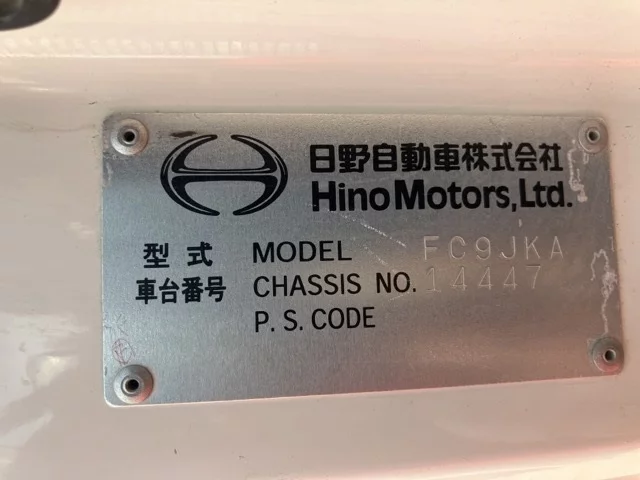 日野自動車株式会社
Hino Motors, Ltd.
型式 MODEL FC9JKA
車台番号 CHASSIS NO. 14447
P.S. CODE